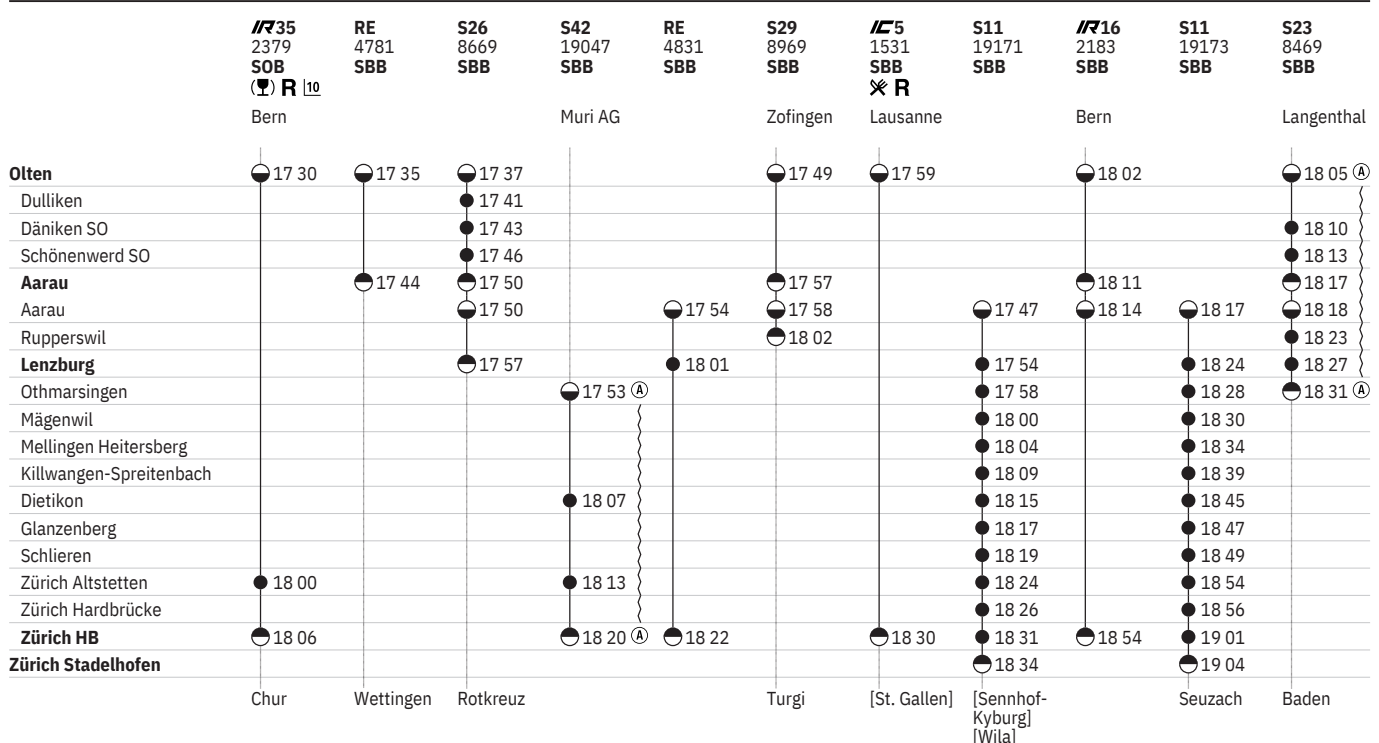 IR35 RE S26 S42 RE S29 IC5 S11 IR16 S11 S23
2379 4781 8669 19047 4831 8969 1531 19171 2183 19173 8469
SOB SBB SBB SBB SBB SBB SBB SBB SBB SBB SBB
R 10 R
Bern Muri AG Zofingen Lausanne Bern Langenthal
Olten 17 30 17 35 17 37 17 49 17 59 18 02 18 05 A
Dulliken 17 41
Däniken SO 17 43 18 10
Schönenwerd SO 17 46 18 13
Aarau 17 44 17 50 17 57 18 11 18 17
Aarau 17 50 17 54 17 58 17 47 18 14 18 17 18 18
Rupperswil 18 02 18 23
Lenzburg 17 57 18 01 17 54 18 24 18 27
Othmarsingen 17 53 A 17 58 18 28 18 31 A
Mägenwil 18 00 18 30
Mellingen Heitersberg 18 04 18 34
Killwangen-Spreitenbach 18 09 18 39
Dietikon 18 07 18 15 18 45
Glanzenberg 18 17 18 47
Schlieren 18 19 18 49
Zürich Altstetten 18 00 18 13 18 24 18 54
Zürich Hardbrücke 18 26 18 56
Zürich HB 18 06 18 20 A 18 22 18 30 18 31 18 54 19 01
Zürich Stadelhofen 18 34 19 04
Chur Wettingen Rotkreuz Turgi [St. Gallen] [Sennhof- Seuzach Baden
Kyburg]
[Wila]